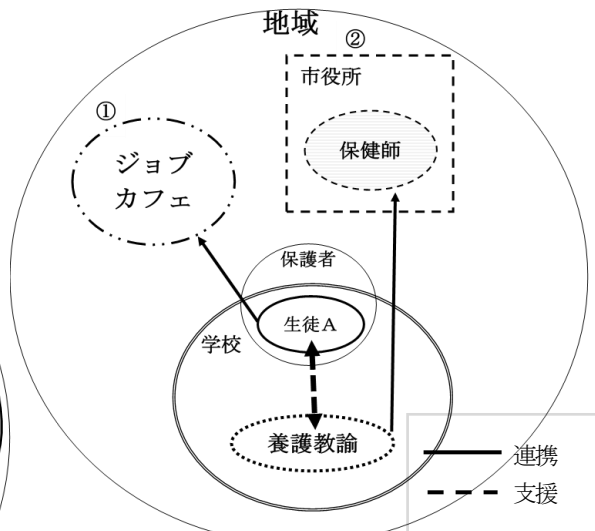 地域
②
市役所
①
保健師
ジョブ
カフェ
保護者
生徒A
学校
養護教諭
連携
支援